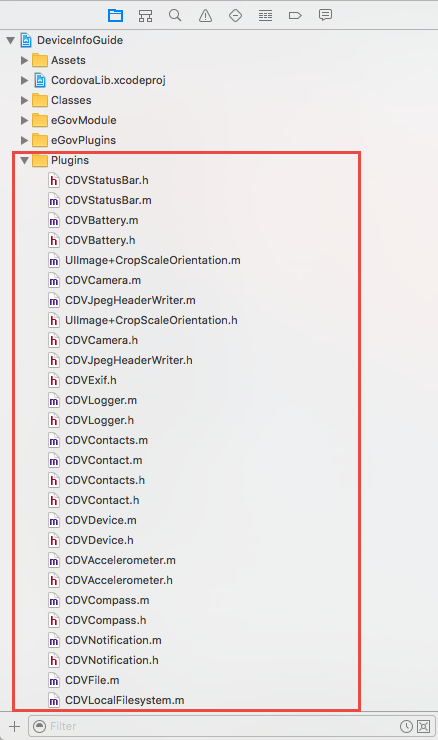 DeviceInfoGuide
Assets
CordovaLib.xcodeproj
Classes
eGovModule
eGovPlugins
Plugins
h CDVStatusBar.h
m CDVStatusBar.m
m CDVBattery.m
h CDVBattery.h
m UIImage+CropScaleOrientation.m
m CDVCamera.m
m CDVJpegHeaderWriter.m
h UIImage+CropScaleOrientation.h
h CDVCamera.h
h CDVJpegHeaderWriter.h
h CDVExif.h
m CDVLogger.m
h CDVLogger.h
m CDVContacts.m
m CDVContact.m
h CDVContacts.h
h CDVContact.h
m CDVDevice.m
h CDVDevice.h
m CDVAccelerometer.m
h CDVAccelerometer.h
m CDVCompass.m
h CDVCompass.h
m CDVNotification.m
h CDVNotification.h
m CDVFile.m
m CDVLocalFilesystem.m
Filter